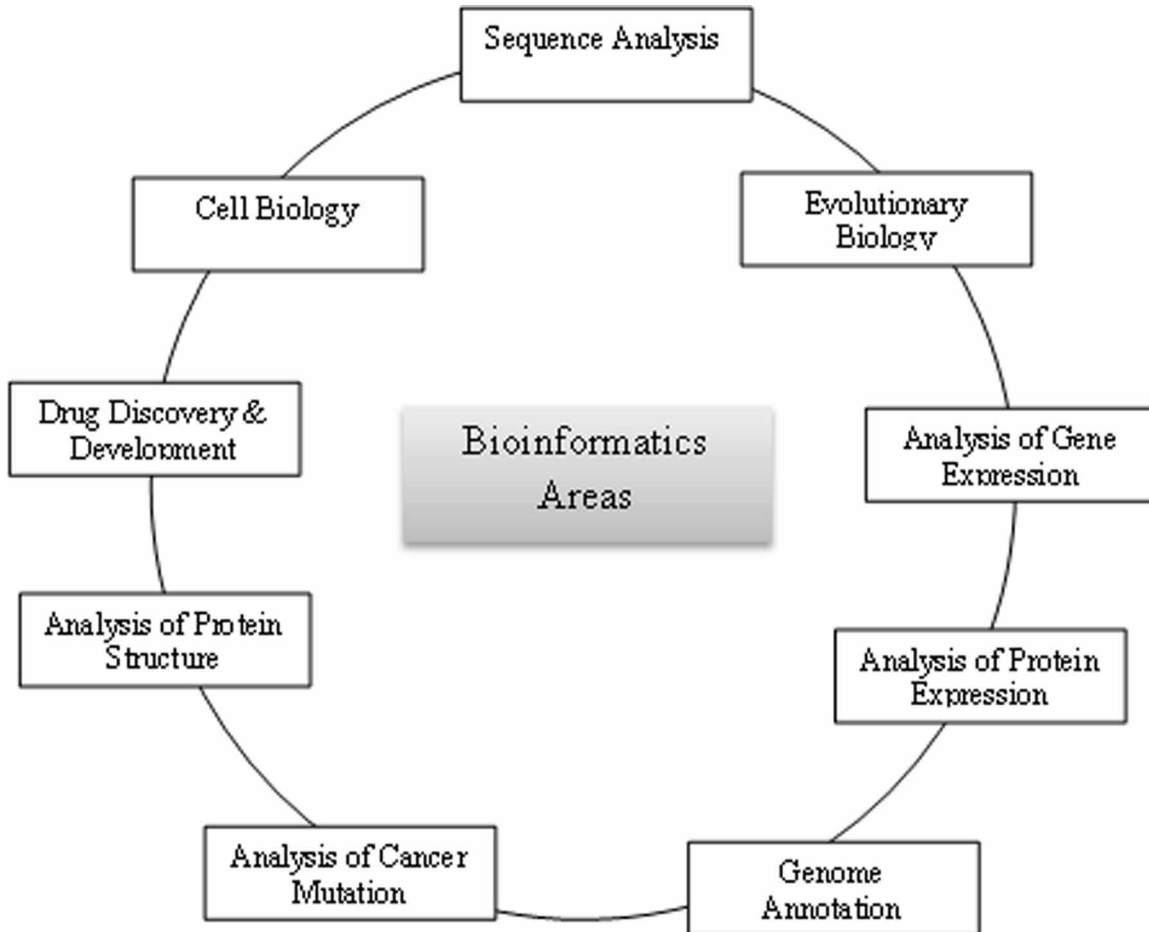 Sequence Analysis
Cell Biology
Evolutionary
Biology
Drug Discovery &
Development
Bioinformatics
Areas
Analysis of Gene
Expression
Analysis of Protein
Structure
Analysis of Protein
Expression
Analysis of Cancer
Mutation
Genome
Annotation